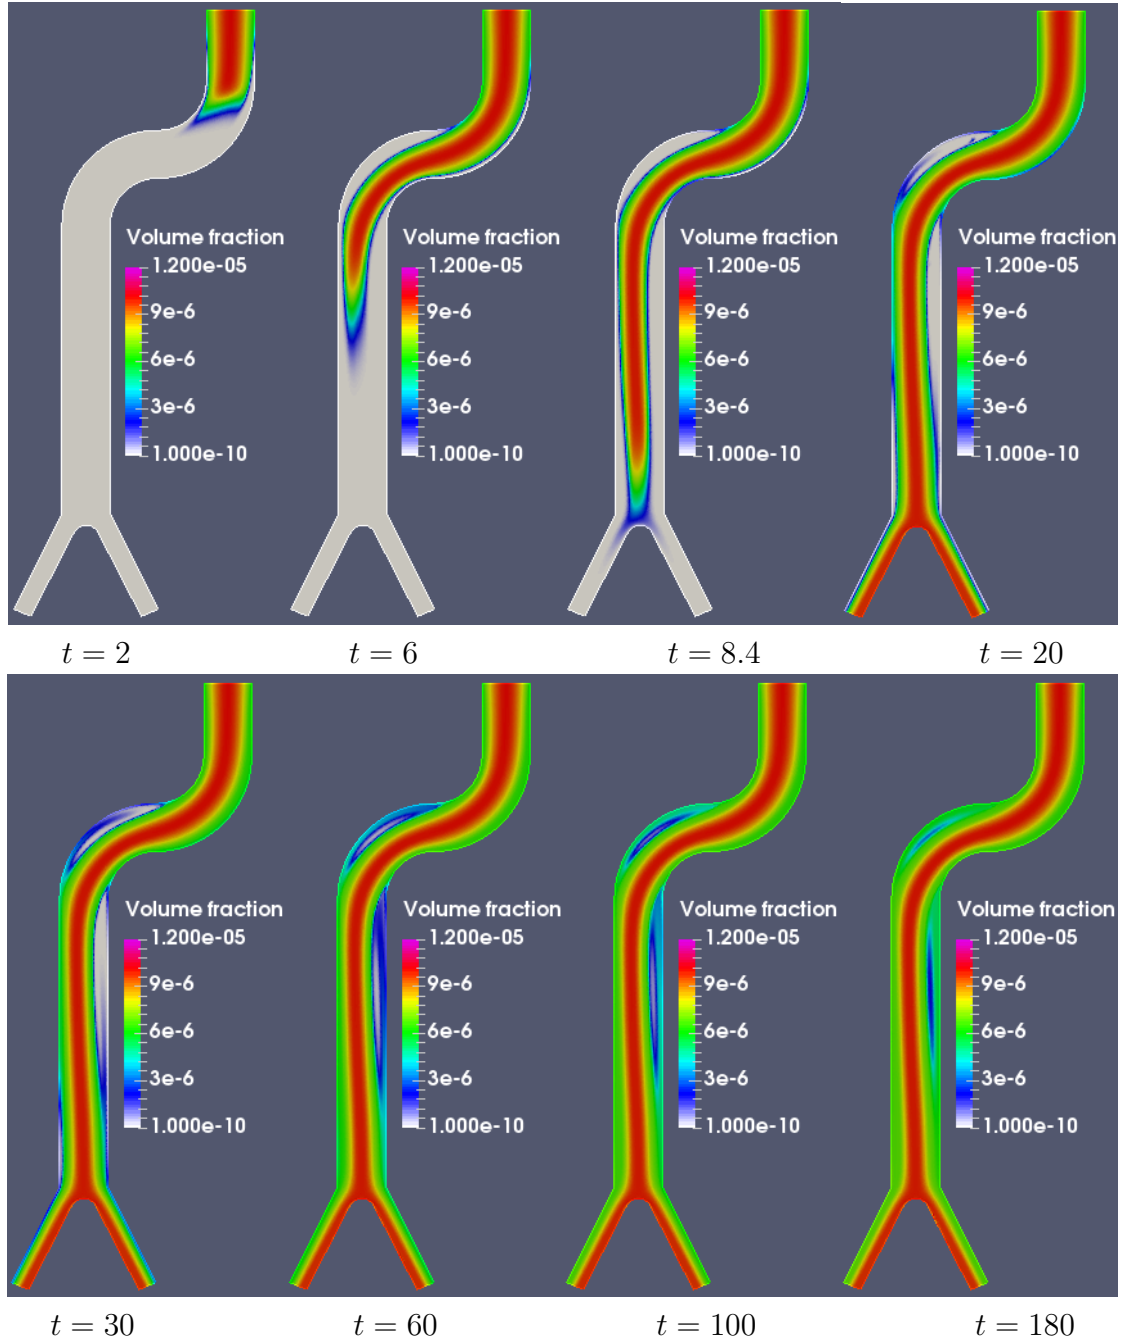 Volume fraction Volume fraction Volume fraction Volume fraction
1.200e-05 1.200e-05 1.200e-05 1.200e-05
9e-6 9e-6 9e-6 9e-6
6e-6 6e-6 6e-6 6e-6
3e-6 3e-6 3e-6 3e-6
1.000e-10 1.000e-10 1.000e-10 1.000e-10
t = 2 t = 6 t = 8.4 t = 20
Volume fraction Volume fraction Volume fraction Volume fraction
1.200e-05 1.200e-05 1.200e-05 1.200e-05
9e-6 9e-6 9e-6 9e-6
6e-6 6e-6 6e-6 6e-6
3e-6 3e-6 3e-6 3e-6
1.000e-10 1.000e-10 1.000e-10 1.000e-10
t = 30 t = 60 t = 100 t = 180